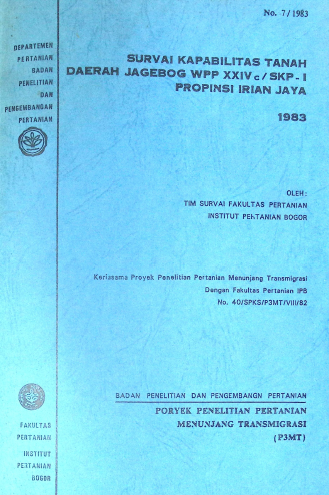 No. 7/1983
DEPARTEMEN
PERTANIAN
BADAN
PENELITIAN
DAN
PENGEMBANGAN
PERTANIAN
SURVAI KAPABILITAS TANAH
DAERAH JAGEBOG WPP XXIVc/SKP-I
PROPINSI IRIAN JAYA
1983
OLEH:
TIM SURVAI FAKULTAS PERTANIAN
INSTITUT PERTANIAN BOGOR
Kerjasama Proyek Penelitian Pertanian Menunjang Transmigrasi
Dengan Fakultas Pertanian IPB
No. 40/SPKS/P3MT/VIII/82
BADAN PENELITIAN DAN PENGEMBANGN PERTANIAN
PORYEK PENELITIAN PERTANIAN
MENUNJANG TRANSMIGRASI
(P3MT)
FAKULTAS
PERTANIAN
INSTITUT
PERTANIAN
BOGOR